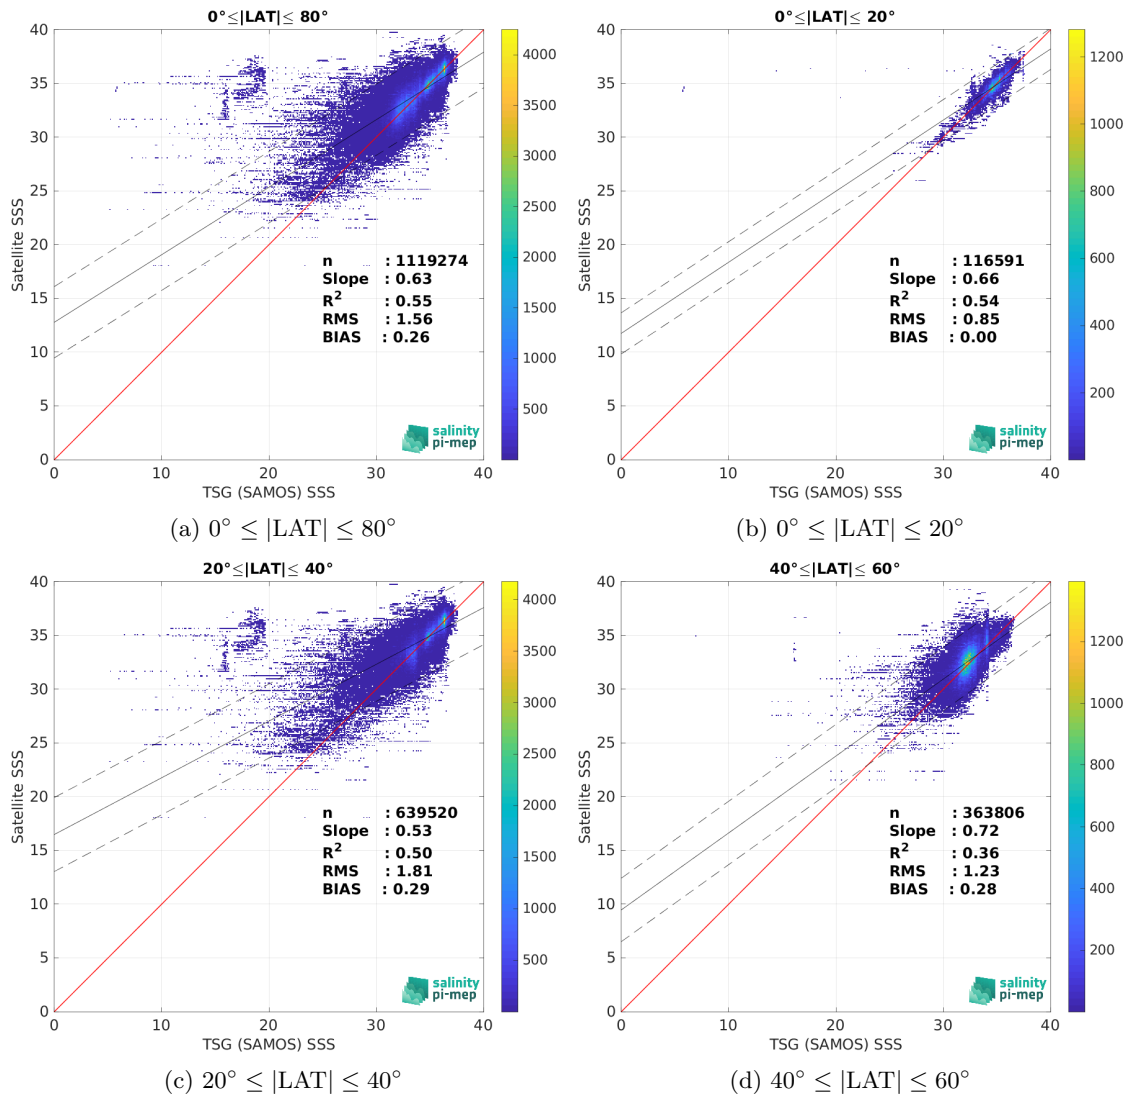 0°≤|LAT|≤ 80°
40
35
30
25
20
15
10
5
0
0
10
20
30
40
Satellite SSS
TSG (SAMOS) SSS
n : 1119274
Slope : 0.63
R² : 0.55
RMS : 1.56
BIAS : 0.26
salinity
pi-mep
4000
3500
3000
2500
2000
1500
1000
500
(a) 0° ≤ |LAT| ≤ 80°
0°≤|LAT|≤ 20°
40
35
30
25
20
15
10
5
0
0
10
20
30
40
Satellite SSS
TSG (SAMOS) SSS
n : 116591
Slope : 0.66
R² : 0.54
RMS : 0.85
BIAS : 0.00
salinity
pi-mep
1200
1000
800
600
400
200
(b) 0° ≤ |LAT| ≤ 20°
20°≤|LAT|≤ 40°
40
35
30
25
20
15
10
5
0
0
10
20
30
40
Satellite SSS
TSG (SAMOS) SSS
n : 639520
Slope : 0.53
R² : 0.50
RMS : 1.81
BIAS : 0.29
salinity
pi-mep
4000
3500
3000
2500
2000
1500
1000
500
(c) 20° ≤ |LAT| ≤ 40°
40°≤|LAT|≤ 60°
40
35
30
25
20
15
10
5
0
0
10
20
30
40
Satellite SSS
TSG (SAMOS) SSS
n : 363806
Slope : 0.72
R² : 0.36
RMS : 1.23
BIAS : 0.28
salinity
pi-mep
1200
1000
800
600
400
200
(d) 40° ≤ |LAT| ≤ 60°